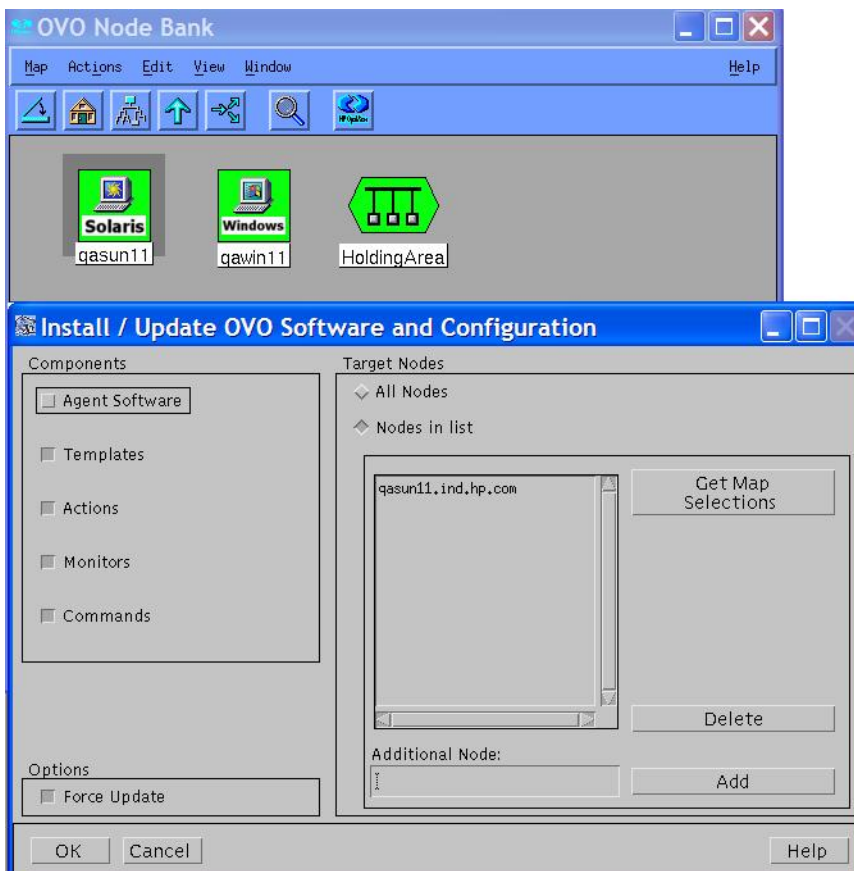 OVO Node Bank
Map Actions Edit View Window Help
HP OpenView
Solaris
Windows
qasun11 qawin11 HoldingArea
Install / Update OVO Software and Configuration
Components
Agent Software
Templates
Actions
Monitors
Commands
Options
Force Update
Target Nodes
All Nodes
Nodes in list
qasun11.ind.hp.com
Get Map
Selections
Delete
Additional Node:
Add
OK Cancel Help